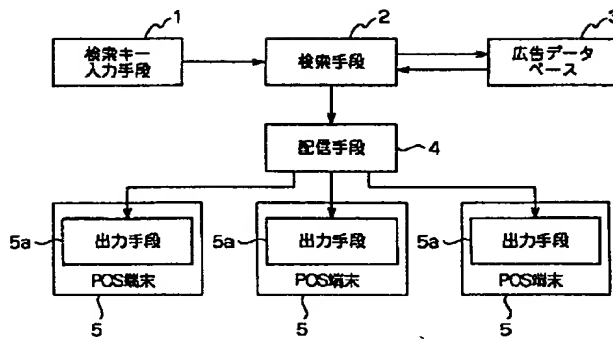 1
2
3
検索キー
入力手段
検索手段
広告データ
ベース
配信手段
4
5a
出力手段
5a
出力手段
5a
出力手段
POS端末
POS端末
POS端末
5
5
5